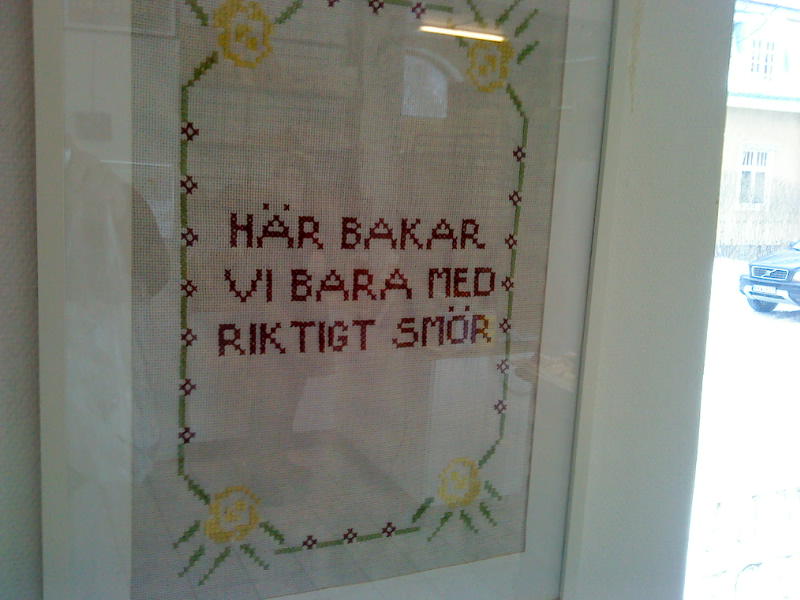 HÄR BAKAR
VI BARA MED
RIKTIGT SMÖR